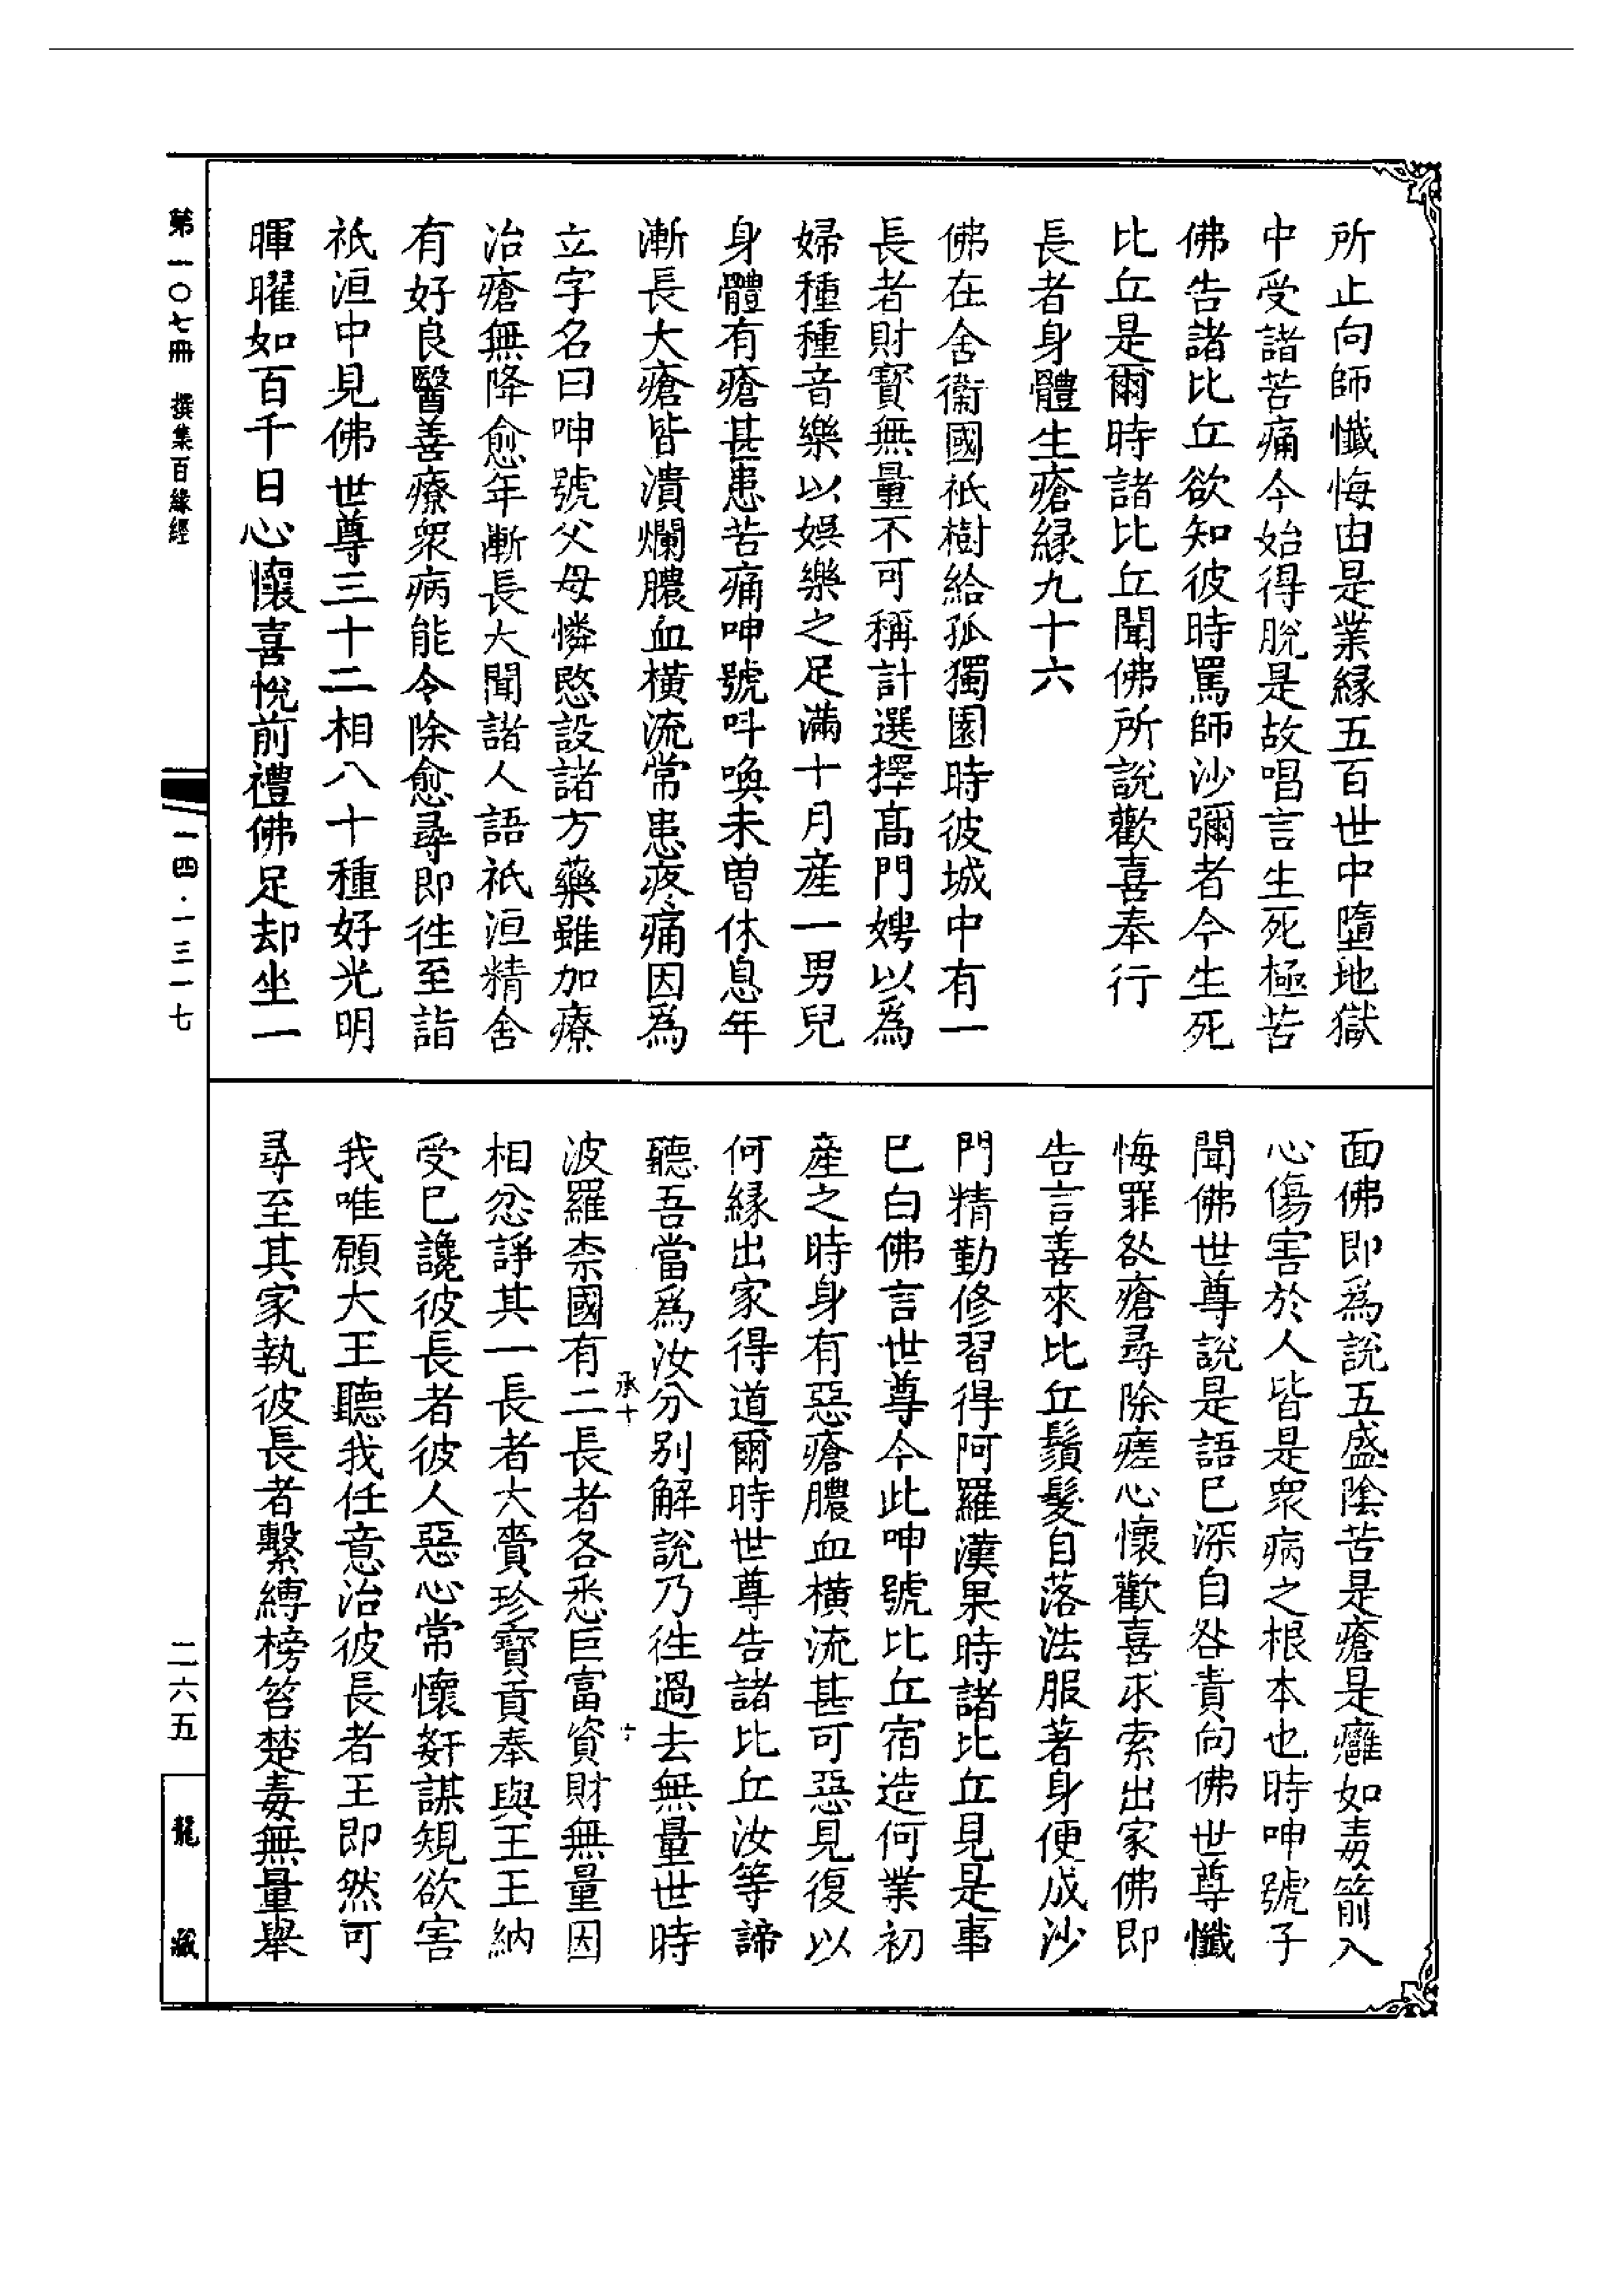 所止向師懺悔由是業緣五百世中墮地獄
中受諸苦痛今始得脫是故唱言生死極苦
佛告諸比丘欲知彼時罵師沙彌者今生死
比丘是爾時諸比丘聞佛所說歡喜奉行
長者身體生瘡緣九十六
佛在舍衛國祇樹給孤獨園時彼城中有一
長者財寶無量不可稱計選擇高門娉以為
婦種種音樂以娛樂之足滿十月產一男兒
身體有瘡甚患苦痛呻號呌喚未曾休息年
漸長大瘡皆潰爛膿血橫流常患疼痛因為
立字名曰呻號父母憐愍設諸方藥雖加療
治瘡無降愈年漸長大聞諸人語祇洹精舍
有好良醫善療眾病能令除愈尋即往至詣
祇洹中見佛世尊三十二相八十種好光明
暉曜如百千日心懷喜悅前禮佛足却坐一
面佛即為說五盛陰苦是瘡是癰如毒箭入
心傷害於人皆是眾病之根本也時呻號子
聞佛世尊說是語已深自咎責向佛世尊懺
悔罪咎瘡尋除瘥心懷歡喜求索出家佛即
告言善來比丘鬚髮自落法服著身便成沙
門精勤修習得阿羅漢果時諸比丘見是事
已白佛言世尊今此呻號比丘宿造何業初
產之時身有惡瘡膿血橫流甚可惡見復以
何緣出家得道爾時世尊告諸比丘汝等諦
聽吾當為汝分別解說乃往過去無量世時
承十
波羅柰國有二長者各悉巨富資財無量因
相忿諍其一長者大賷珍寶貢奉與王王納
受已讒彼長者彼人惡心常懷姧謀規欲害
我唯願大王聽我任意治彼長者王即然可
尋至其家執彼長者繫縛榜笞楚毒無量舉
第一〇七冊 撰集百緣經
一四·一三一七
二六五
龍藏